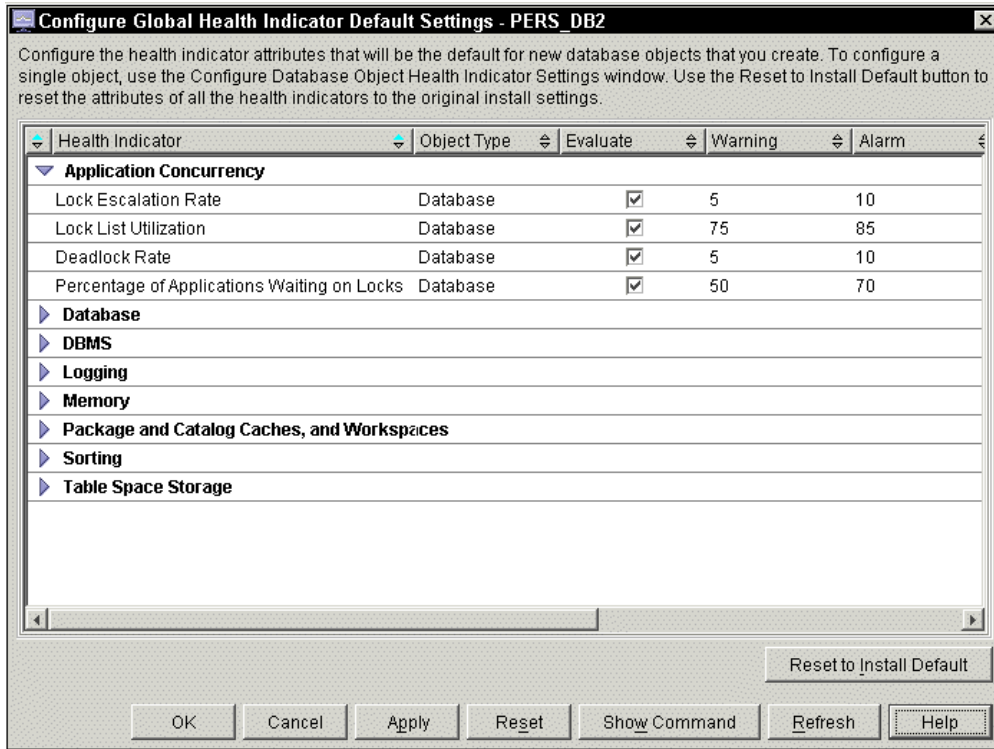 Configure Global Health Indicator Default Settings - PERS_DB2
Configure the health indicator attributes that will be the default for new database objects that you create. To configure a
single object, use the Configure Database Object Health Indicator Settings window. Use the Reset to Install Default button to
reset the attributes of all the health indicators to the original install settings.
Health Indicator Object Type Evaluate Warning Alarm
Application Concurrency
Lock Escalation Rate Database 5 10
Lock List Utilization Database 75 85
Deadlock Rate Database 5 10
Percentage of Applications Waiting on Locks Database 50 70
Database
DBMS
Logging
Memory
Package and Catalog Caches, and Workspaces
Sorting
Table Space Storage
Reset to Install Default
OK Cancel Apply Reset Show Command Refresh Help